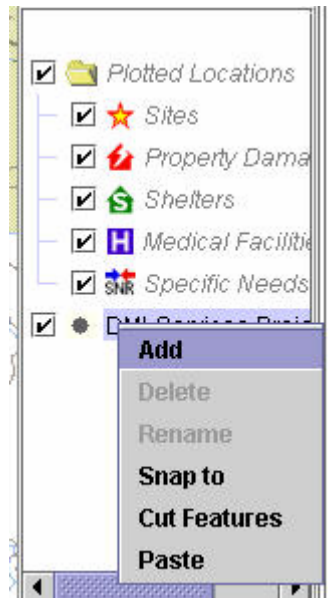 Plotted Locations
Sites
S
Property Dama
Shelters
H
Medical Faciliti
SNR
Specific Needs
Add
Delete
Rename
Snap to
Cut Features
Paste